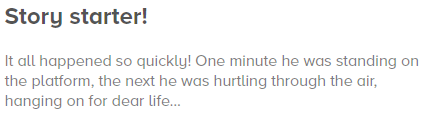 Story starter!
It all happened so quickly! One minute he was standing on
the platform, the next he was hurtling through the air,
hanging on for dear life...